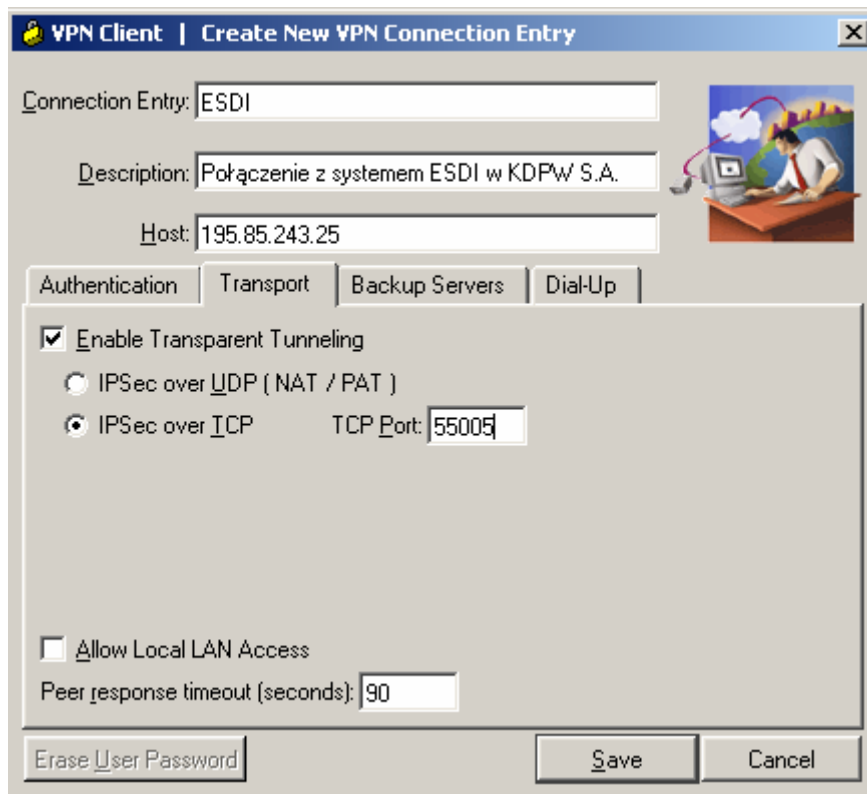 VPN Client | Create New VPN Connection Entry
Connection Entry: ESDI
Description: Połączenie z systemem ESDI w KDPW S.A.
Host: 195.85.243.25
Authentication Transport Backup Servers Dial-Up
Enable Transparent Tunneling
IPSec over UDP ( NAT / PAT )
IPSec over TCP TCP Port: 55005
Allow Local LAN Access
Peer response timeout (seconds): 90
Erase User Password Save Cancel